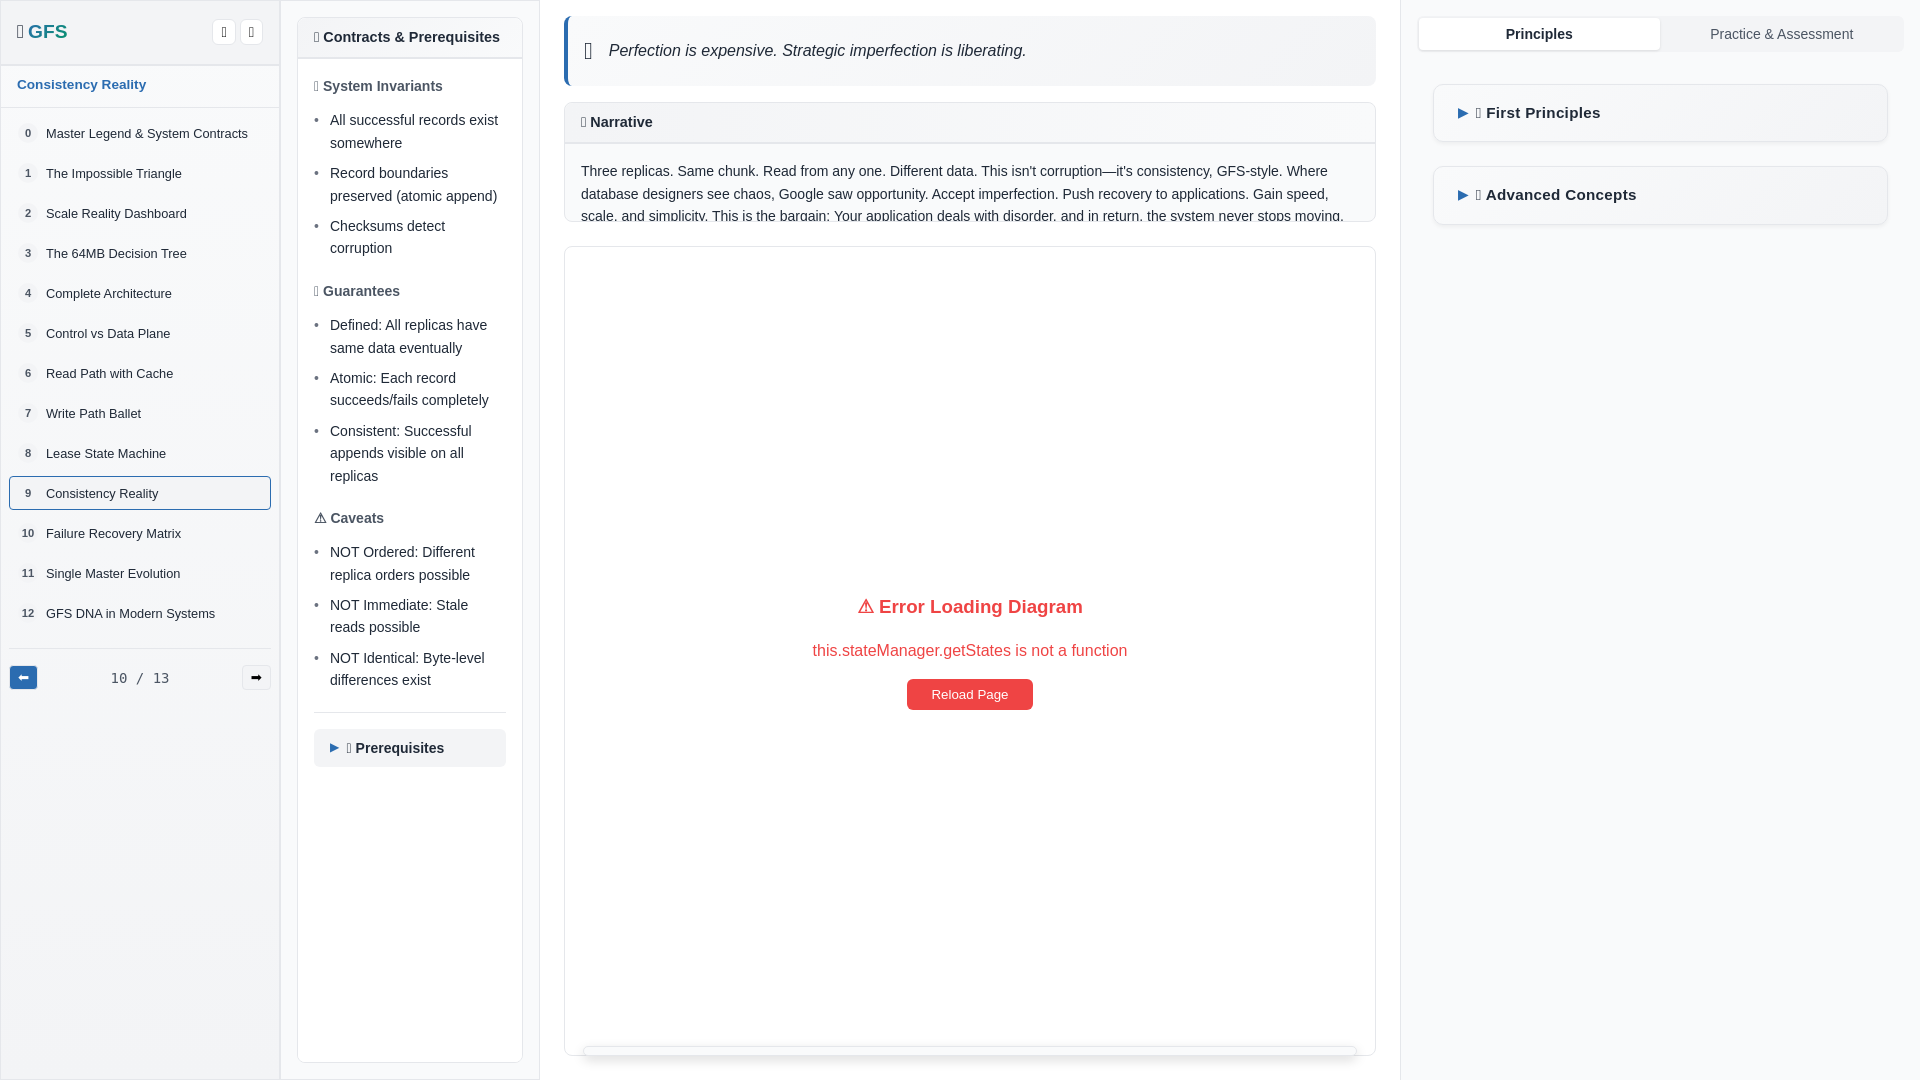 GFS
Consistency Reality
0 Master Legend & System Contracts
1 The Impossible Triangle
2 Scale Reality Dashboard
3 The 64MB Decision Tree
4 Complete Architecture
5 Control vs Data Plane
6 Read Path with Cache
7 Write Path Ballet
8 Lease State Machine
9 Consistency Reality
10 Failure Recovery Matrix
11 Single Master Evolution
12 GFS DNA in Modern Systems
⬅ 10 / 13 ➡
Contracts & Prerequisites
System Invariants
• All successful records exist
somewhere
• Record boundaries
preserved (atomic append)
• Checksums detect
corruption
Guarantees
• Defined: All replicas have
same data eventually
• Atomic: Each record
succeeds/fails completely
• Consistent: Successful
appends visible on all
replicas
⚠ Caveats
• NOT Ordered: Different
replica orders possible
• NOT Immediate: Stale
reads possible
• NOT Identical: Byte-level
differences exist
▶ Prerequisites
Perfection is expensive. Strategic imperfection is liberating.
Narrative
Three replicas. Same chunk. Read from any one. Different data. This isn't corruption—it's consistency, GFS-style. Where
database designers see chaos, Google saw opportunity. Accept imperfection. Push recovery to applications. Gain speed,
scale, and simplicity. This is the bargain: Your application deals with disorder, and in return, the system never stops moving.
⚠ Error Loading Diagram
this.stateManager.getStates is not a function
Reload Page
Principles
Practice & Assessment
▶ First Principles
▶ Advanced Concepts